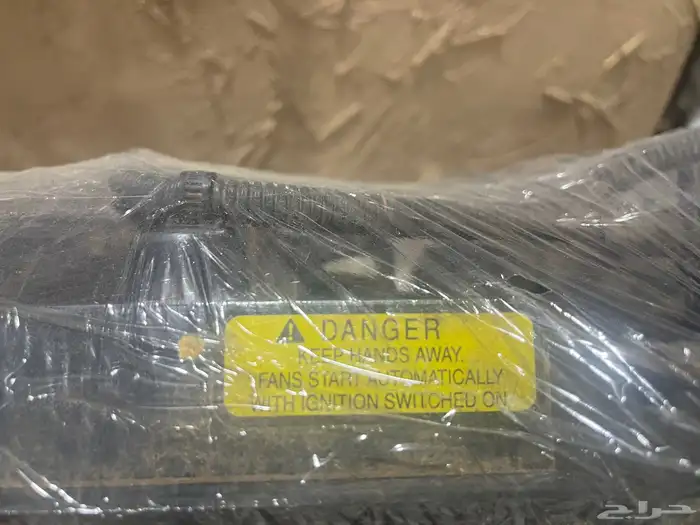 DANGER
KEEP HANDS AWAY.
FANS START AUTOMATICALLY
WITH IGNITION SWITCHED ON
حراج